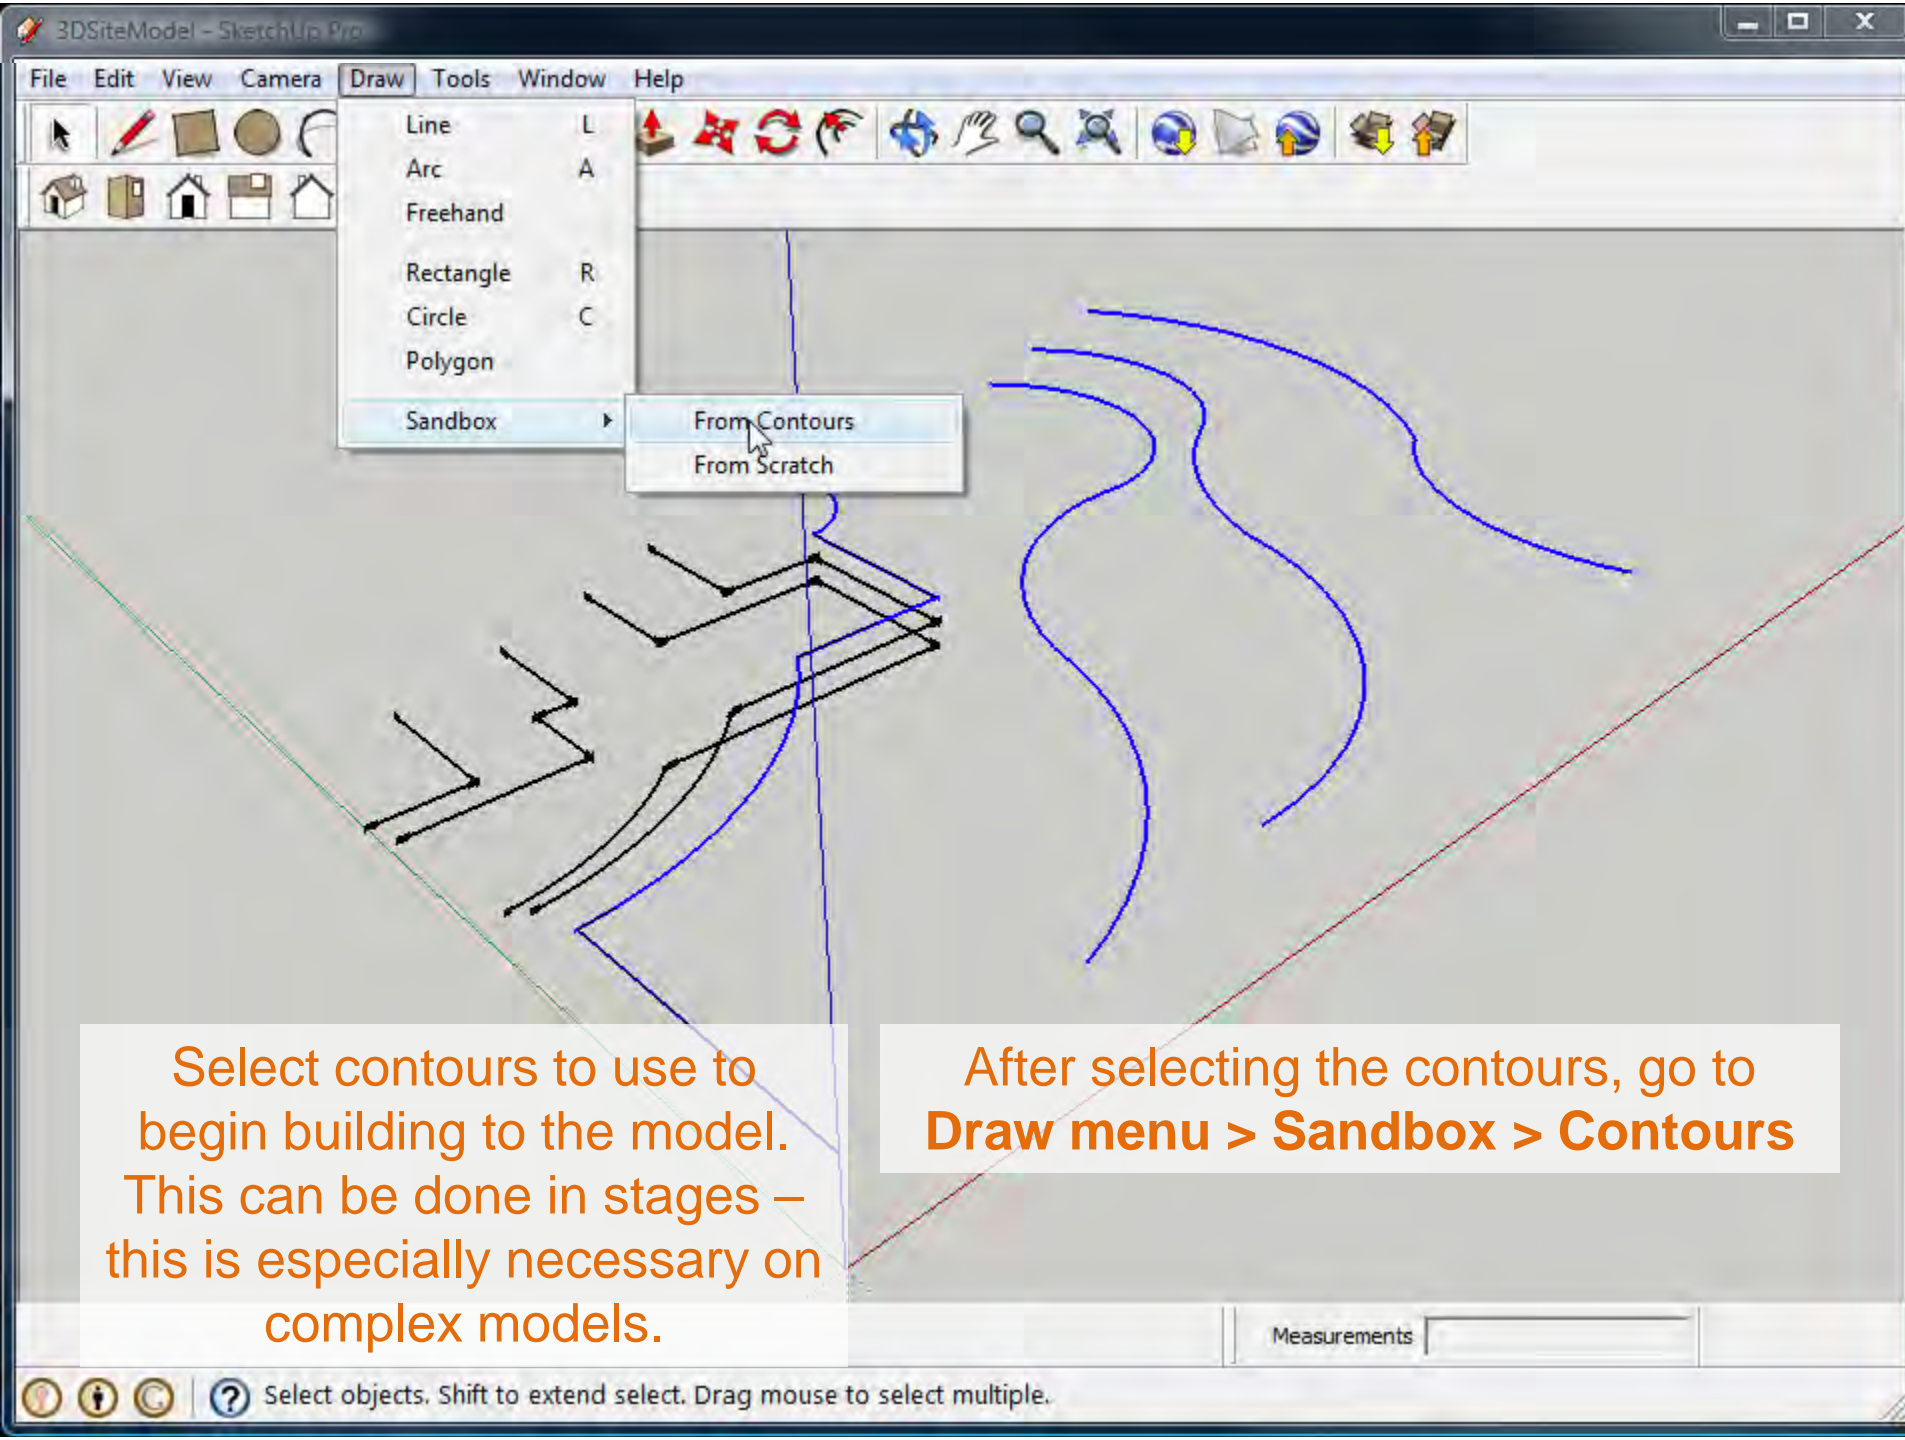 3DSiteModel - SketchUp Pro
File Edit View Camera Draw Tools Window Help
Line L
Arc A
Freehand
Rectangle R
Circle C
Polygon
Sandbox
From Contours
From Scratch
Select contours to use to
begin building to the model.
This can be done in stages –
this is especially necessary on
complex models.
After selecting the contours, go to
Draw menu > Sandbox > Contours
Measurements
Select objects. Shift to extend select. Drag mouse to select multiple.